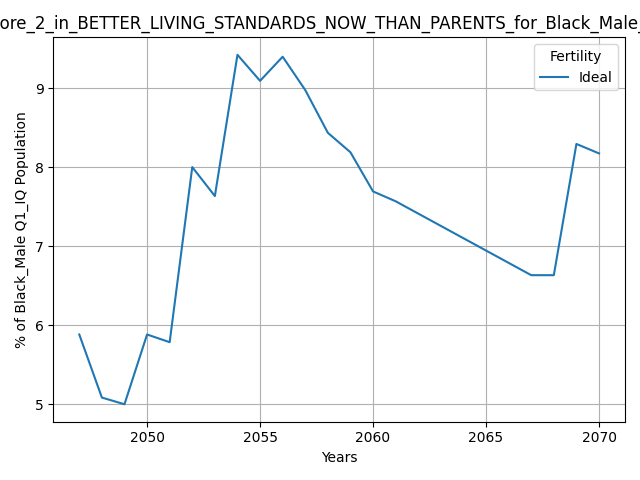 ore_2_in_BETTER_LIVING_STANDARDS_NOW_THAN_PARENTS_for_Black_Male_
Fertility
Ideal
% of Black_Male Q1_IQ Population
9
8
7
6
5
2050 2055 2060 2065 2070
Years